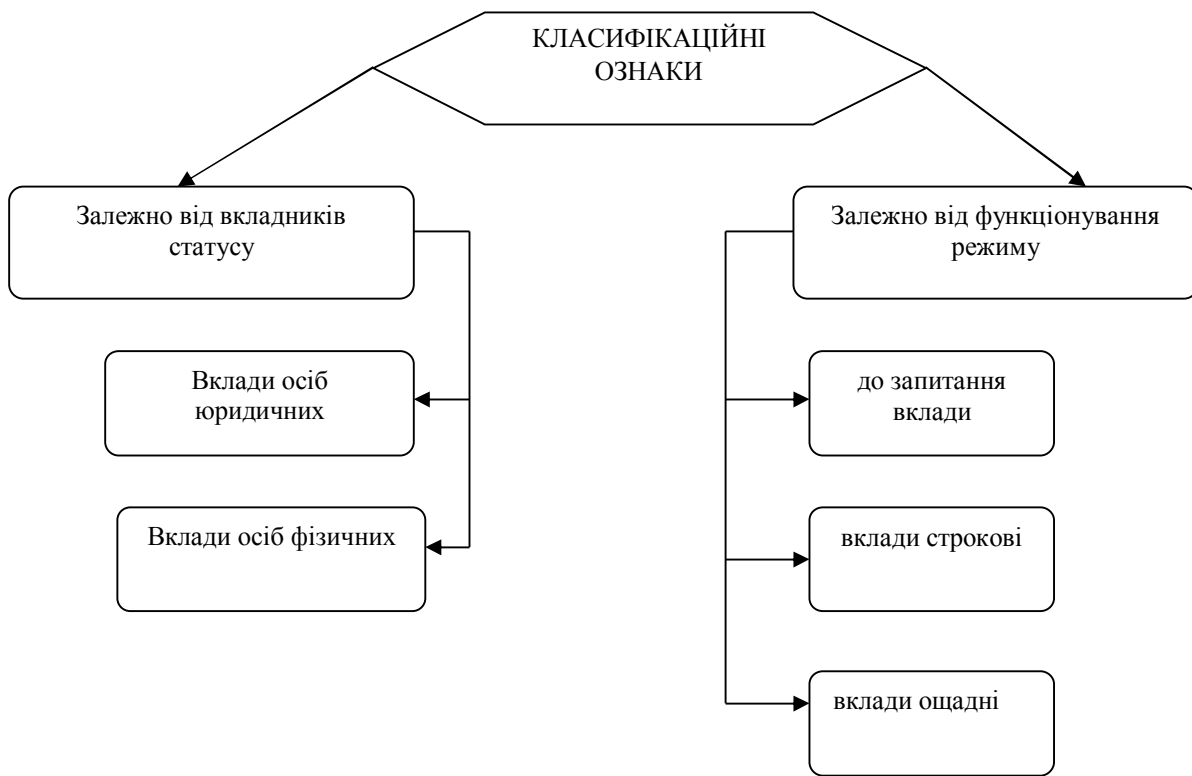 КЛАСИФІКАЦІЙНІ
ОЗНАКИ
Залежно від вкладників
статусу
Вклади осіб
юридичних
Вклади осіб фізичних
Залежно від функціонування
режиму
до запитання
вклади
вклади строкові
вклади ощадні